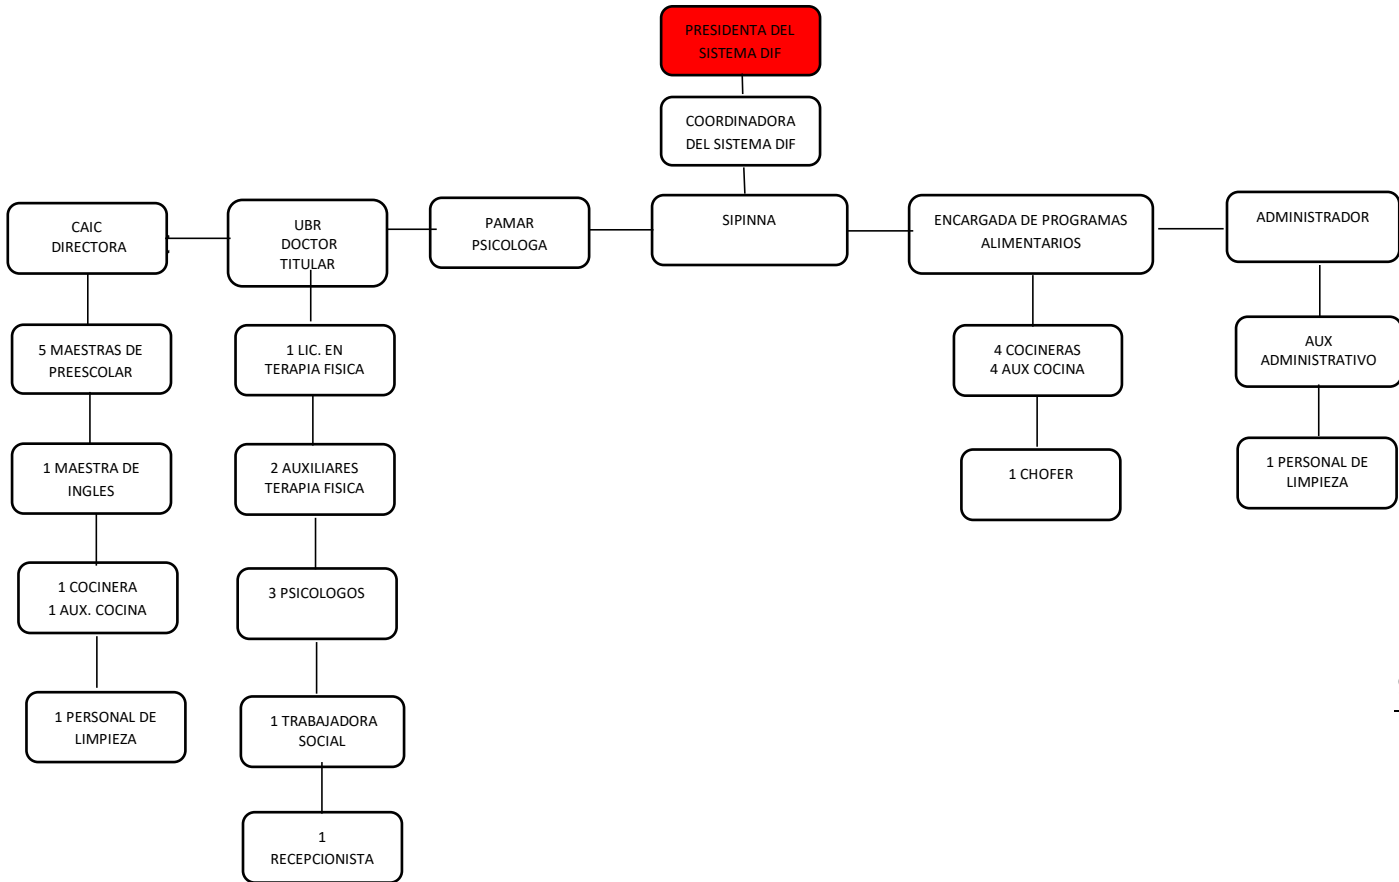 PRESIDENTA DEL
SISTEMA DIF
COORDINADORA
DEL SISTEMA DIF
CAIC
DIRECTORA
UBR
DOCTOR
TITULAR
PAMAR
PSICOLOGA
SIPINNA
ENCARGADA DE PROGRAMAS
ALIMENTARIOS
ADMINISTRADOR
5 MAESTRAS DE
PREESCOLAR
1 LIC. EN
TERAPIA FISICA
4 COCINERAS
4 AUX COCINA
AUX
ADMINISTRATIVO
1 MAESTRA DE
INGLES
2 AUXILIARES
TERAPIA FISICA
1 CHOFER
1 PERSONAL DE
LIMPIEZA
1 COCINERA
1 AUX. COCINA
3 PSICOLOGOS
1 PERSONAL DE
LIMPIEZA
1 TRABAJADORA
SOCIAL
1
RECEPCIONISTA